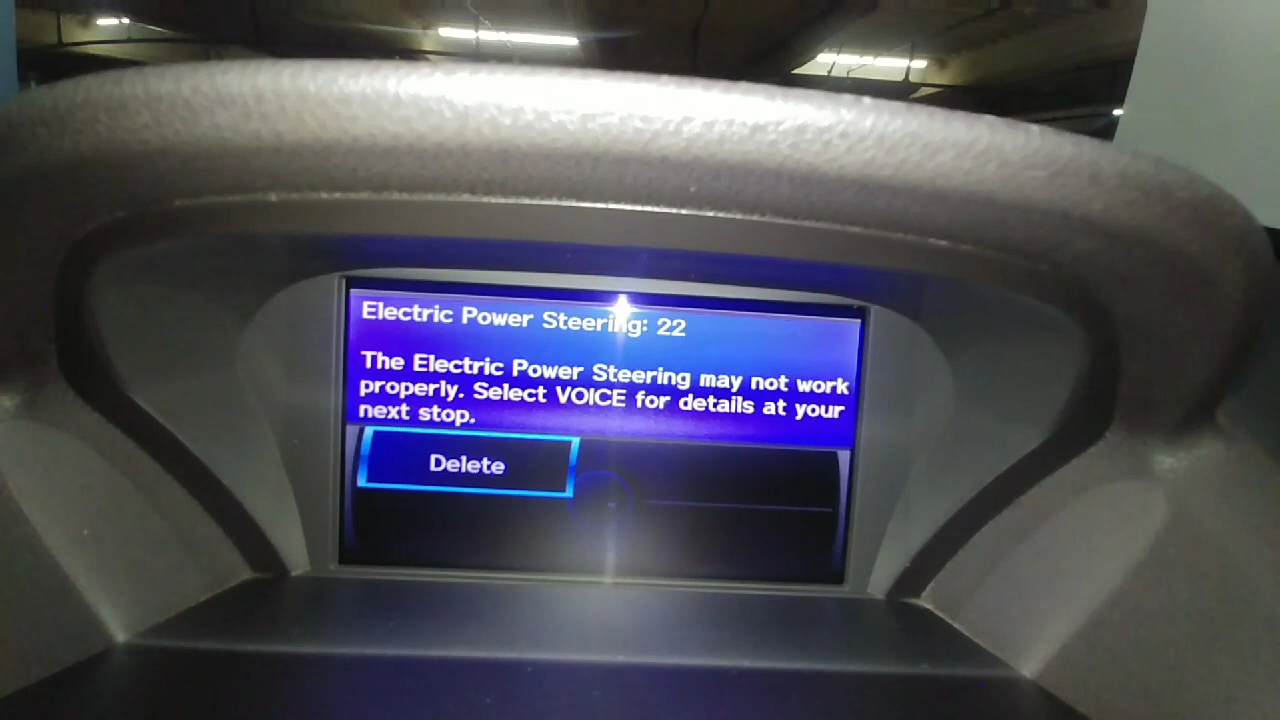 Electric Power Steering: 22
The Electric Power Steering may not work
properly. Select VOICE for details at your
next stop.
Delete